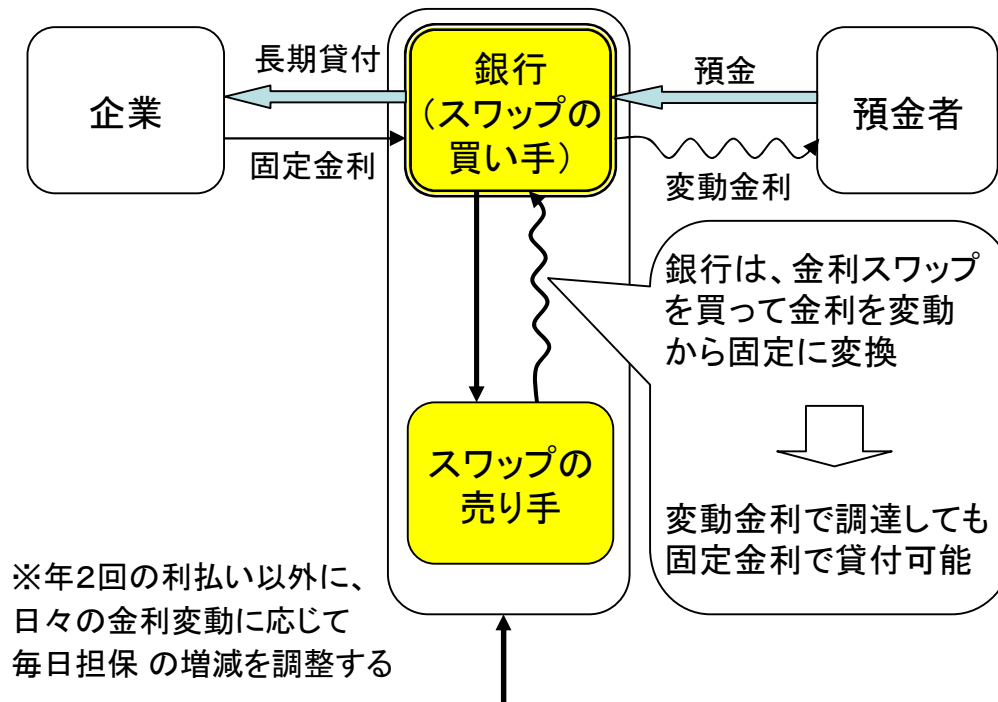 企業
長期貸付
固定金利
銀行
(スワップの
買い手)
預金
変動金利
預金者
銀行は、金利スワップ
を買って金利を変動
から固定に変換
変動金利で調達しても
固定金利で貸付可能
スワップの
売り手
※年2回の利払い以外に、
日々の金利変動に応じて
毎日担保 の増減を調整する